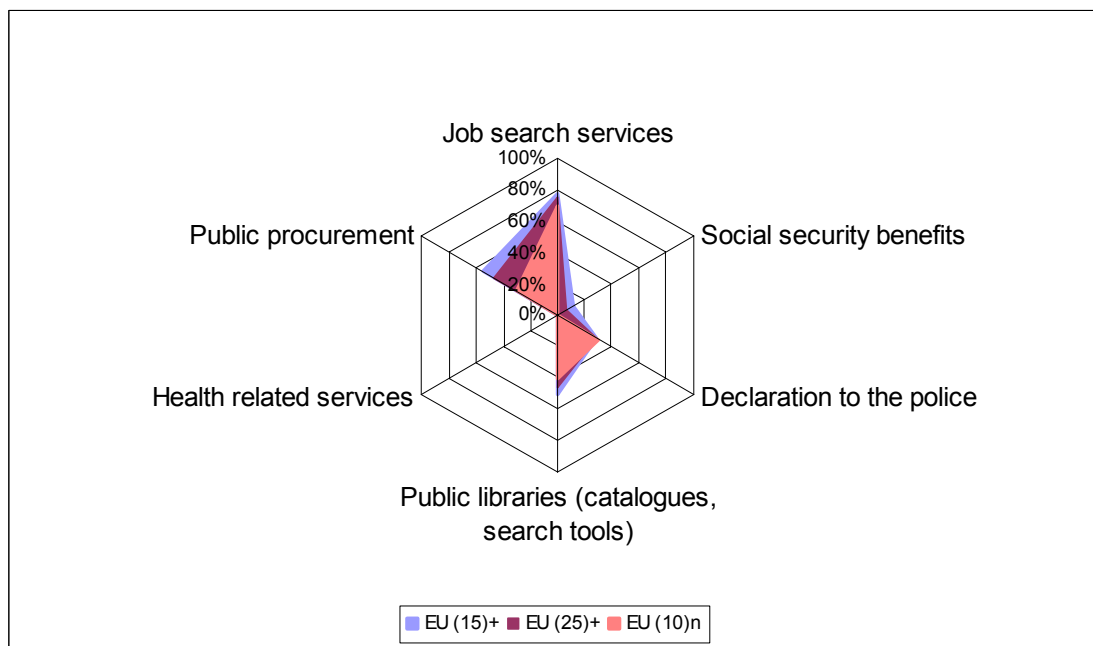 Job search services
100%
80%
60%
40%
20%
0%
Public procurement
Social security benefits
Health related services
Declaration to the police
Public libraries (catalogues,
search tools)
EU (15)+ EU (25)+ EU (10)n